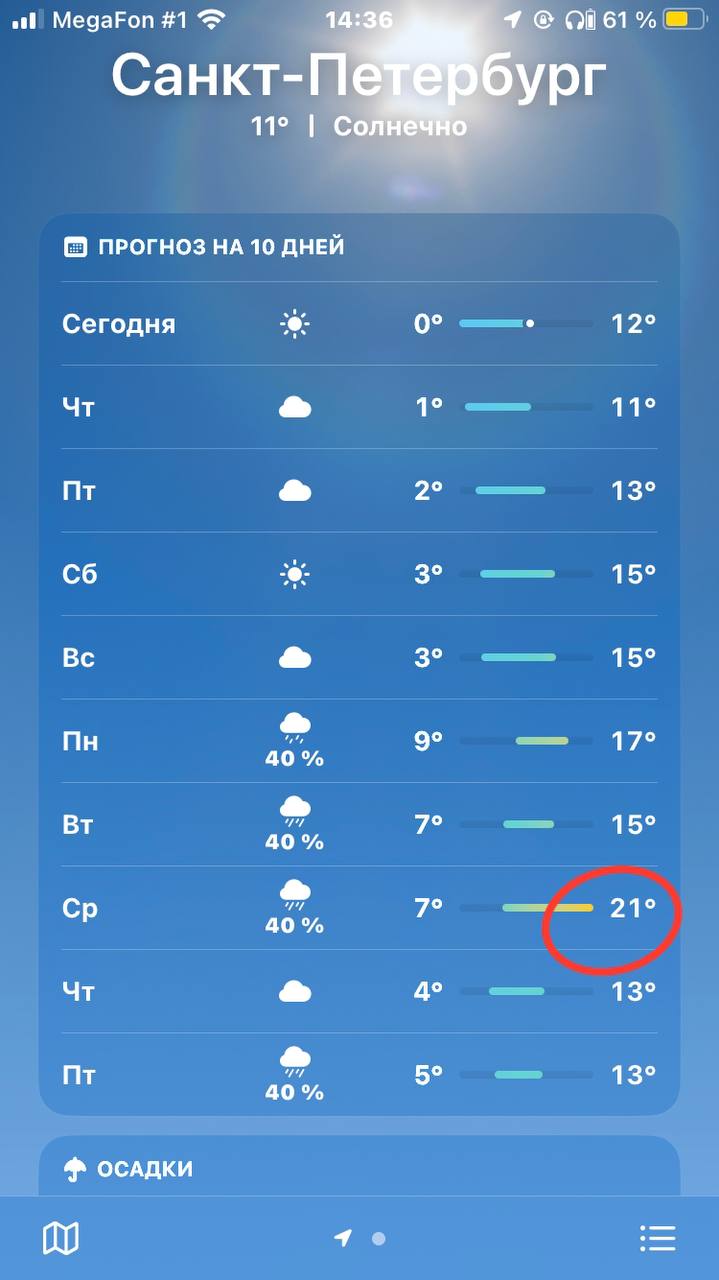 MegaFon #1 14:36 61 %
Санкт-Петербург
11° | Солнечно
ПРОГНОЗ НА 10 ДНЕЙ
Сегодня 0° 12°
Чт 1° 11°
Пт 2° 13°
Сб 3° 15°
Вс 3° 15°
Пн 40 % 9° 17°
Вт 40 % 7° 15°
Ср 40 % 7° 21°
Чт 4° 13°
Пт 40 % 5° 13°
ОСАДКИ